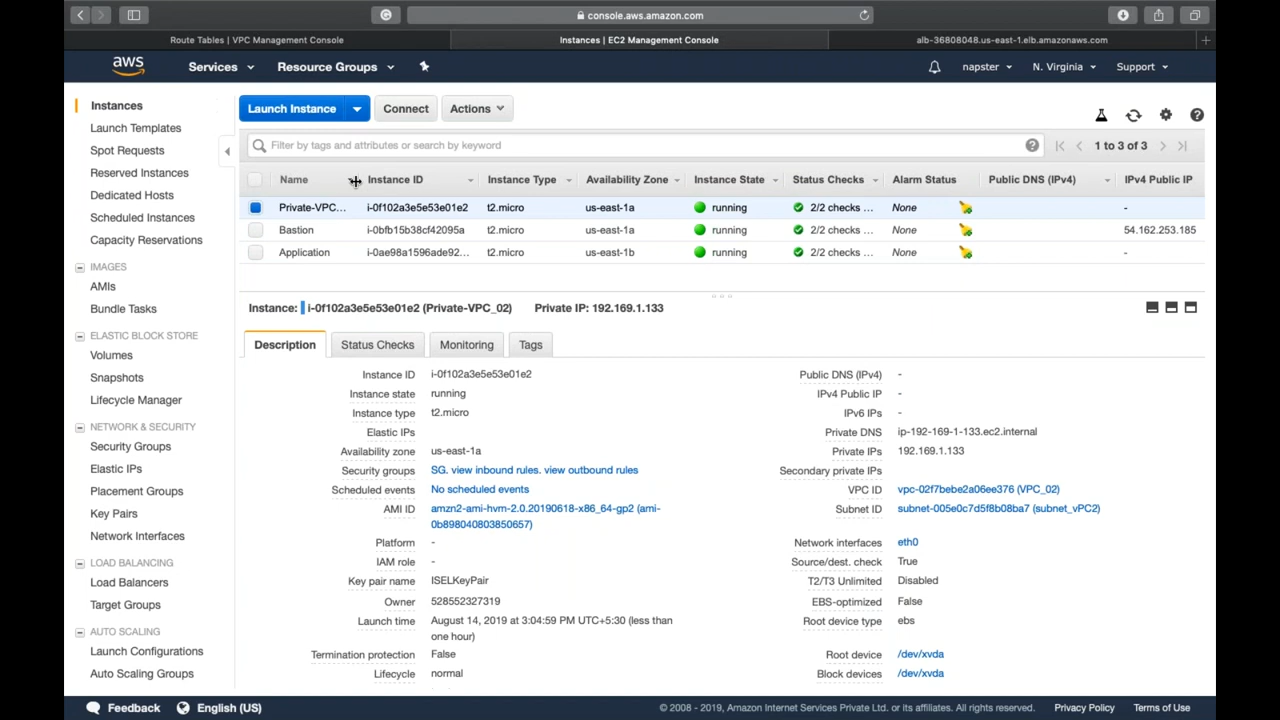 console.aws.amazon.com
Route Tables | VPC Management Console
Instances | EC2 Management Console
alb-36808048.us-east-1.elb.amazonaws.com
aws
Services
Resource Groups
napster
N. Virginia
Support
Instances
Launch Templates
Spot Requests
Reserved Instances
Dedicated Hosts
Scheduled Instances
Capacity Reservations
IMAGES
AMIs
Bundle Tasks
ELASTIC BLOCK STORE
Volumes
Snapshots
Lifecycle Manager
NETWORK & SECURITY
Security Groups
Elastic IPs
Placement Groups
Key Pairs
Network Interfaces
LOAD BALANCING
Load Balancers
Target Groups
AUTO SCALING
Launch Configurations
Auto Scaling Groups
Launch Instance
Connect
Actions
Filter by tags and attributes or search by keyword
1 to 3 of 3
Name Instance ID Instance Type Availability Zone Instance State Status Checks Alarm Status Public DNS (IPv4) IPv4 Public IP
Private-VPC... i-0f102a3e5e53e01e2 t2.micro us-east-1a running 2/2 checks ... None -
Bastion i-0bfb15b38cf42095a t2.micro us-east-1a running 2/2 checks ... None 54.162.253.185
Application i-0ae98a1596ade92... t2.micro us-east-1b running 2/2 checks ... None -
Instance: i-0f102a3e5e53e01e2 (Private-VPC_02) Private IP: 192.169.1.133
Description
Status Checks
Monitoring
Tags
Instance ID i-0f102a3e5e53e01e2
Instance state running
Instance type t2.micro
Elastic IPs
Availability zone us-east-1a
Security groups SG. view inbound rules. view outbound rules
Scheduled events No scheduled events
AMI ID amzn2-ami-hvm-2.0.20190618-x86_64-gp2 (ami-
0b898040803850657)
Platform -
IAM role -
Key pair name ISELKeyPair
Owner 528552327319
Launch time August 14, 2019 at 3:04:59 PM UTC+5:30 (less than
one hour)
Termination protection False
Lifecycle normal
Public DNS (IPv4) -
IPv4 Public IP -
IPv6 IPs -
Private DNS ip-192-169-1-133.ec2.internal
Private IPs 192.169.1.133
Secondary private IPs
VPC ID vpc-02f7bebe2a06ee376 (VPC_02)
Subnet ID subnet-005e0c7d5f8b08ba7 (subnet_vPC2)
Network interfaces eth0
Source/dest. check True
T2/T3 Unlimited Disabled
EBS-optimized False
Root device type ebs
Root device /dev/xvda
Block devices /dev/xvda
Feedback
English (US)
© 2008 - 2019, Amazon Internet Services Private Ltd. or its affiliates. All rights reserved.
Privacy Policy
Terms of Use